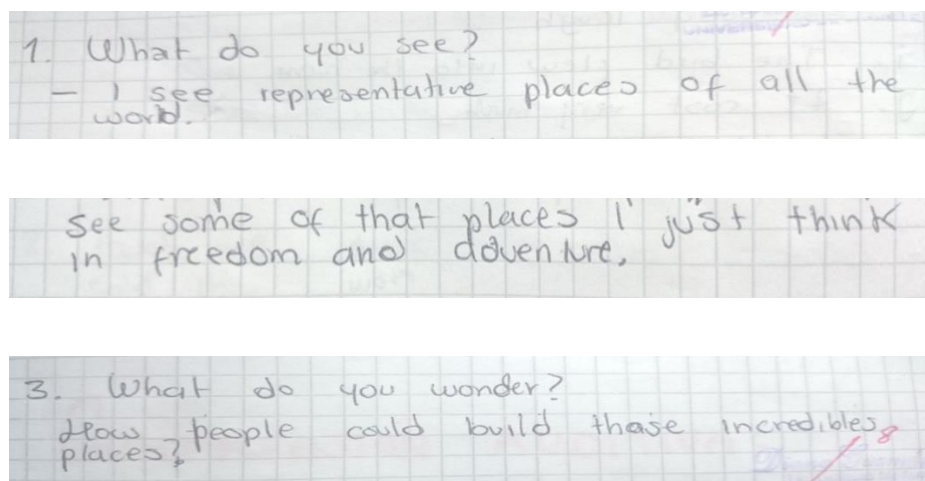 1. What do you see?
- I see representative places of all the
world.
see some of that places I just think
in freedom and adventure.
3. What do you wonder?
How people could build those incredibles
places?